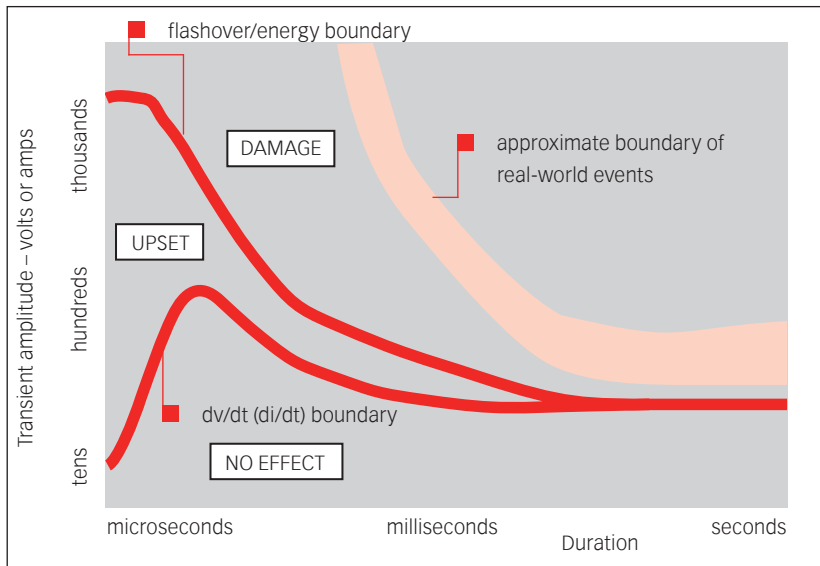 flashover/energy boundary
thousands
DAMAGE
approximate boundary of
real-world events
UPSET
Transient amplitude – volts or amps
hundreds
dv/dt (di/dt) boundary
NO EFFECT
tens
microseconds
milliseconds
seconds
Duration